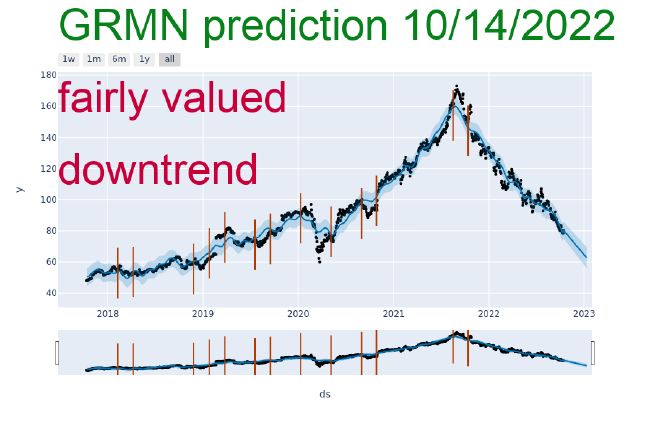 GRMN prediction 10/14/2022
1w 1m 6m 1y all
180
fairly valued
160
140
downtrend
120
y
100
80
60
40
2018 2019 2020 2021 2022 2023
ds